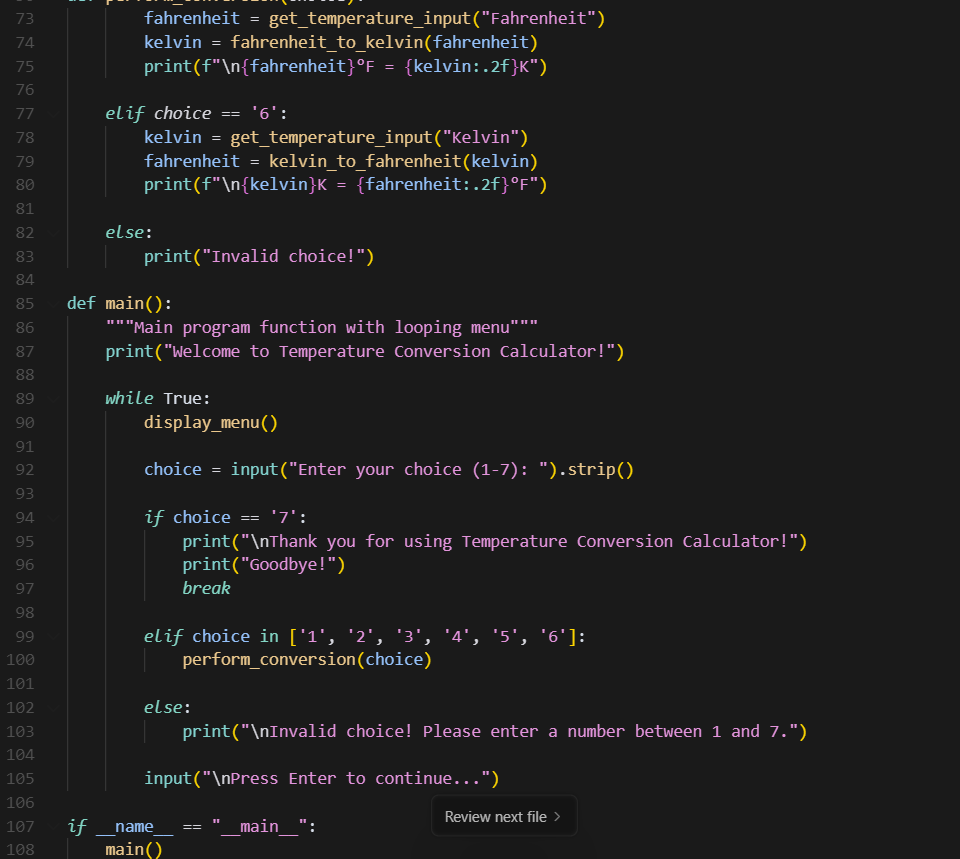 def perform_conversion(choice):
73 fahrenheit = get_temperature_input("Fahrenheit")
74 kelvin = fahrenheit_to_kelvin(fahrenheit)
75 print(f"\n{fahrenheit}°F = {kelvin:.2f}K")
76
77 elif choice == '6':
78 kelvin = get_temperature_input("Kelvin")
79 fahrenheit = kelvin_to_fahrenheit(kelvin)
80 print(f"\n{kelvin}K = {fahrenheit:.2f}°F")
81
82 else:
83 print("Invalid choice!")
84
85 def main():
86 """Main program function with looping menu"""
87 print("Welcome to Temperature Conversion Calculator!")
88
89 while True:
90 display_menu()
91
92 choice = input("Enter your choice (1-7): ").strip()
93
94 if choice == '7':
95 print("\nThank you for using Temperature Conversion Calculator!")
96 print("Goodbye!")
97 break
98
99 elif choice in ['1', '2', '3', '4', '5', '6']:
100 perform_conversion(choice)
101
102 else:
103 print("\nInvalid choice! Please enter a number between 1 and 7.")
104
105 input("\nPress Enter to continue...")
106
Review next file >
107 if __name__ == "__main__":
108 main()